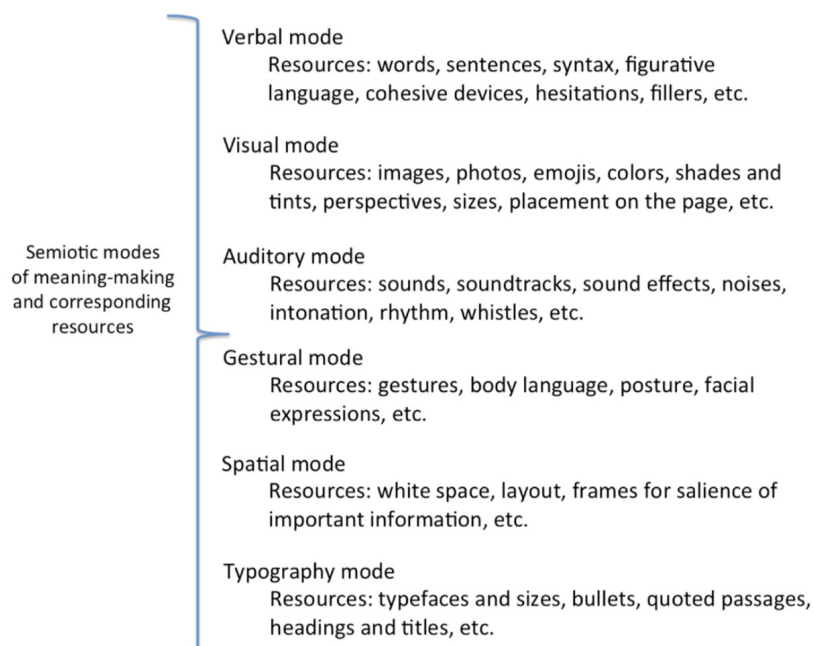 Semiotic modes
of meaning-making
and corresponding
resources
Verbal mode
Resources: words, sentences, syntax, figurative
language, cohesive devices, hesitations, fillers, etc.
Visual mode
Resources: images, photos, emojis, colors, shades and
tints, perspectives, sizes, placement on the page, etc.
Auditory mode
Resources: sounds, soundtracks, sound effects, noises,
intonation, rhythm, whistles, etc.
Gestural mode
Resources: gestures, body language, posture, facial
expressions, etc.
Spatial mode
Resources: white space, layout, frames for salience of
important information, etc.
Typography mode
Resources: typefaces and sizes, bullets, quoted passages,
headings and titles, etc.